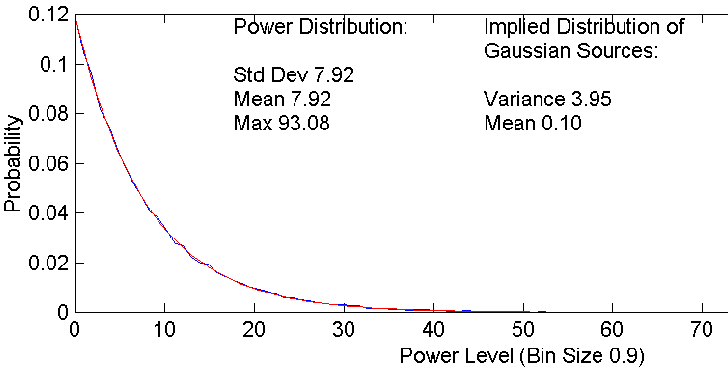 0.12
0.1
0.08
0.06
0.04
0.02
0
Probability
Power Distribution:
Std Dev 7.92
Mean 7.92
Max 93.08
Implied Distribution of
Gaussian Sources:
Variance 3.95
Mean 0.10
0 10 20 30 40 50 60 70
Power Level (Bin Size 0.9)